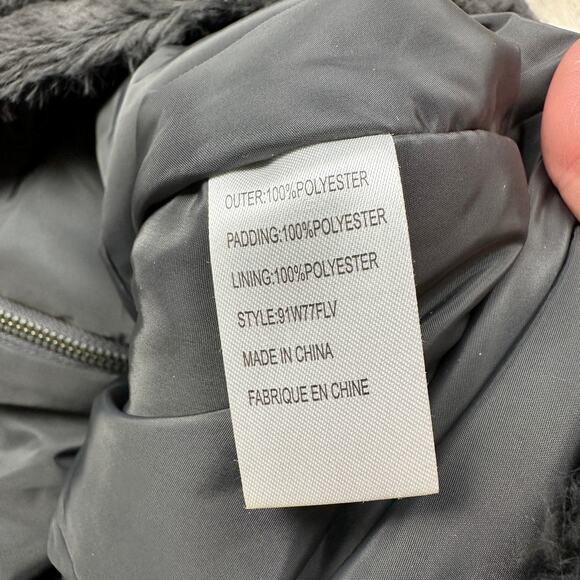 OUTER:100%POLYESTER
PADDING:100%POLYESTER
LINING:100%POLYESTER
STYLE:91W77FLV
MADE IN CHINA
FABRIQUE EN CHINE